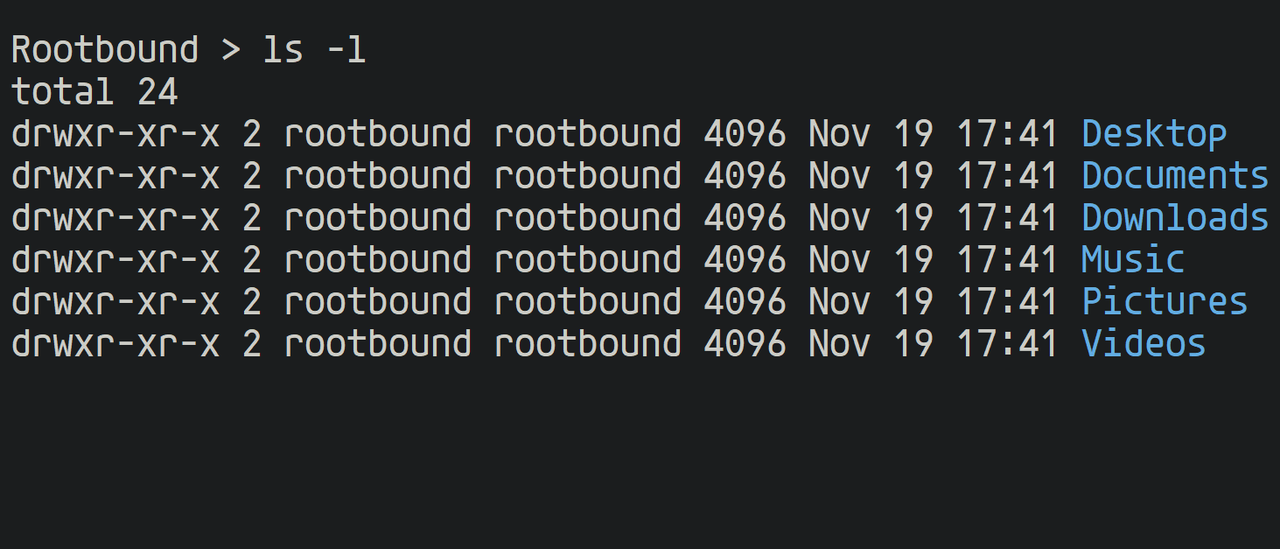 Rootbound > ls -l
total 24
drwxr-xr-x 2 rootbound rootbound 4096 Nov 19 17:41 Desktop
drwxr-xr-x 2 rootbound rootbound 4096 Nov 19 17:41 Documents
drwxr-xr-x 2 rootbound rootbound 4096 Nov 19 17:41 Downloads
drwxr-xr-x 2 rootbound rootbound 4096 Nov 19 17:41 Music
drwxr-xr-x 2 rootbound rootbound 4096 Nov 19 17:41 Pictures
drwxr-xr-x 2 rootbound rootbound 4096 Nov 19 17:41 Videos